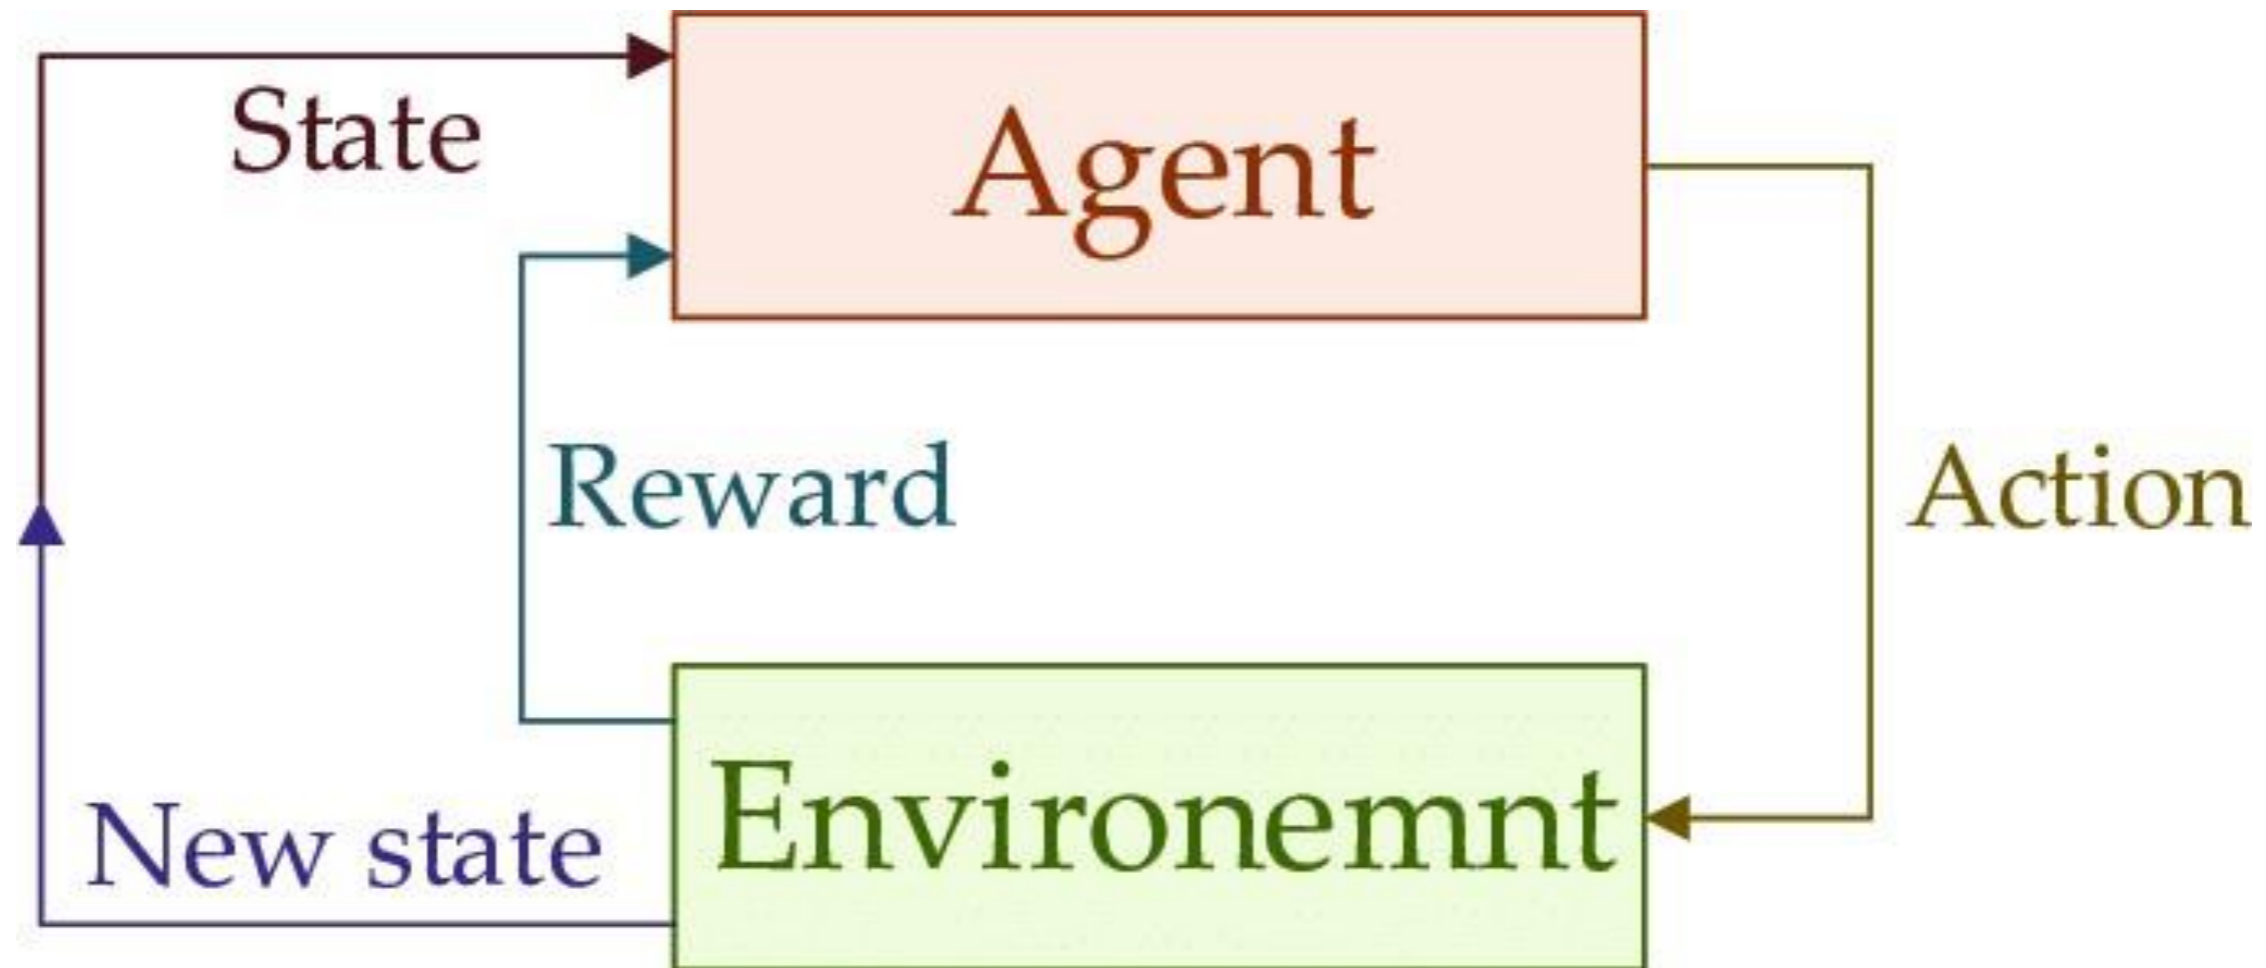 Agent
State
Reward
Action
Environemnt
New state